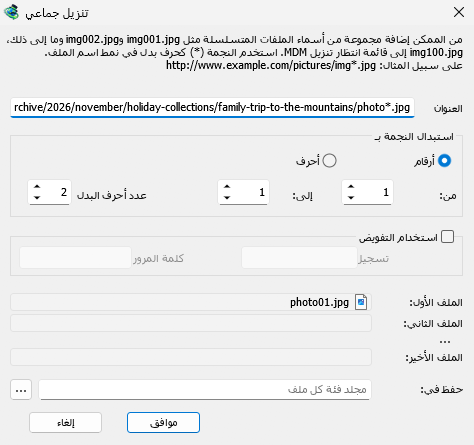 تنزيل جماعي
من الممكن إضافة مجموعة من أسماء الملفات المتسلسلة مثل img001.jpg وimg002.jpg وما إلى ذلك،
img100.jpg إلى قائمة انتظار تنزيل MDM. استخدم النجمة (*) كحرف بدل في نمط اسم الملف.
على سبيل المثال: http://www.example.com/pictures/img*.jpg
العنوان
rchive/2026/november/holiday-collections/family-trip-to-the-mountains/photo*.jpg
استبدال النجمة بـ
أرقام
أحرف
من: 1 إلى: 1 عدد أحرف البدل 2
استخدام التفويض
تسجيل
كلمة المرور
الملف الأول: photo01.jpg
الملف الثاني:
...
الملف الأخير:
حفظ في: مجلد فئة كل ملف ...
موافق
إلغاء